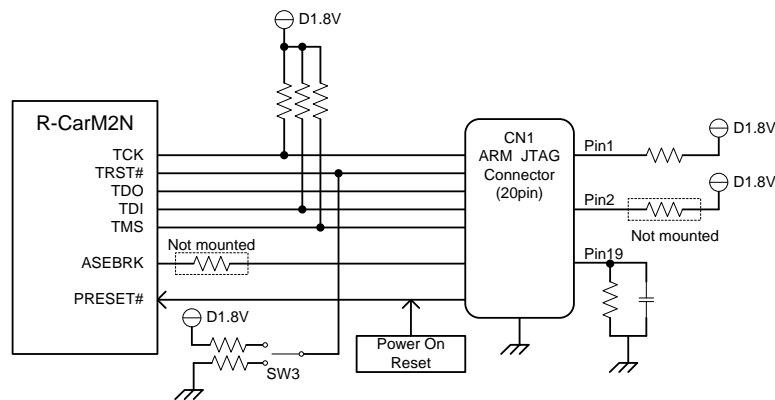 D1.8V
R-CarM2N
TCK
TRST#
TDO
TDI
TMS
Not mounted
ASEBRK
PRESET#
D1.8V
SW3
Power On
Reset
CN1
ARM JTAG
Connector
(20pin)
Pin1
D1.8V
Pin2
D1.8V
Not mounted
Pin19